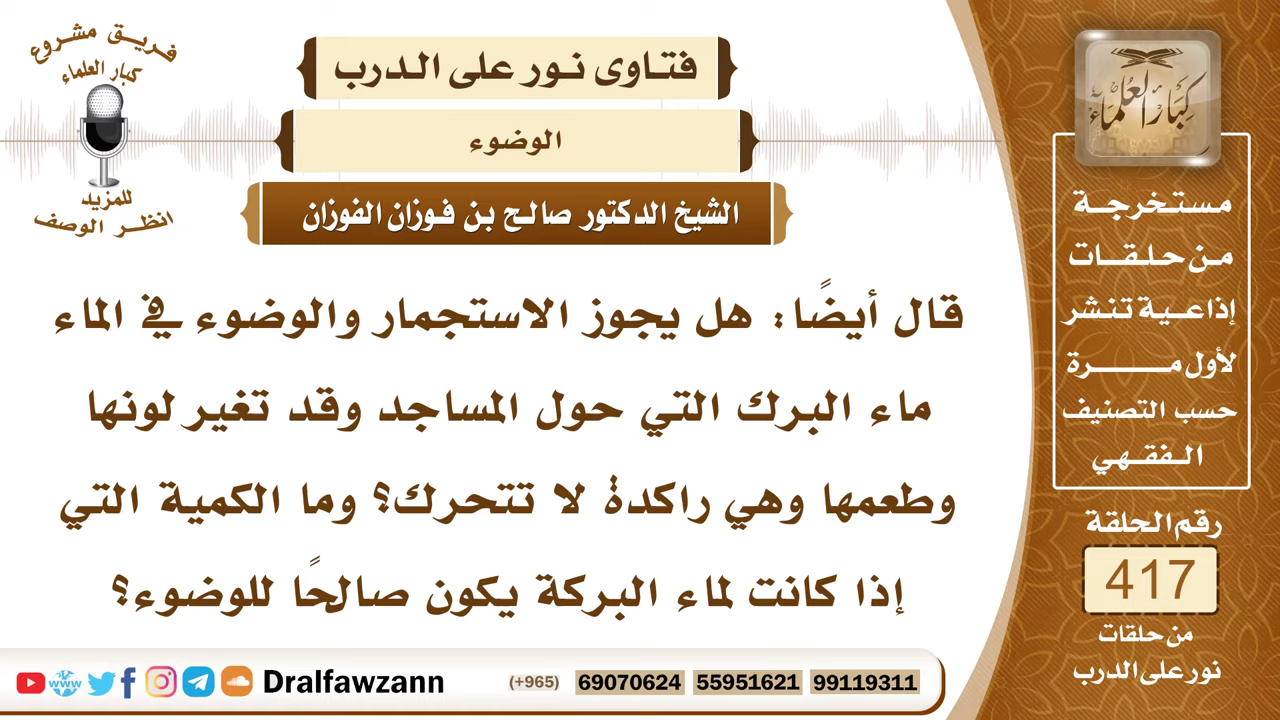 فريق مشروع
كبار العلماء
للمزيد
انظر الوصف
فتاوى نور على الدرب
الوضوء
الشيخ الدكتور صالح بن فوزان الفوزان
قال أيضًا: هل يجوز الاستجمار والوضوء في الماء
ماء البرك التي حول المساجد وقد تغير لونها
وطعمها وهي راكدة لا تتحرك؟ وما الكمية التي
إذا كانت لماء البركة يكون صالحًا للوضوء؟
كبار العلماء
مستخرجة
من حلقات
إذاعية تنشر
لأول مرة
حسب التصنيف
الفقهي
رقم الحلقة
417
من حلقات
نور على الدرب
www Dralfawzann (+965) 69070624 55951621 99119311